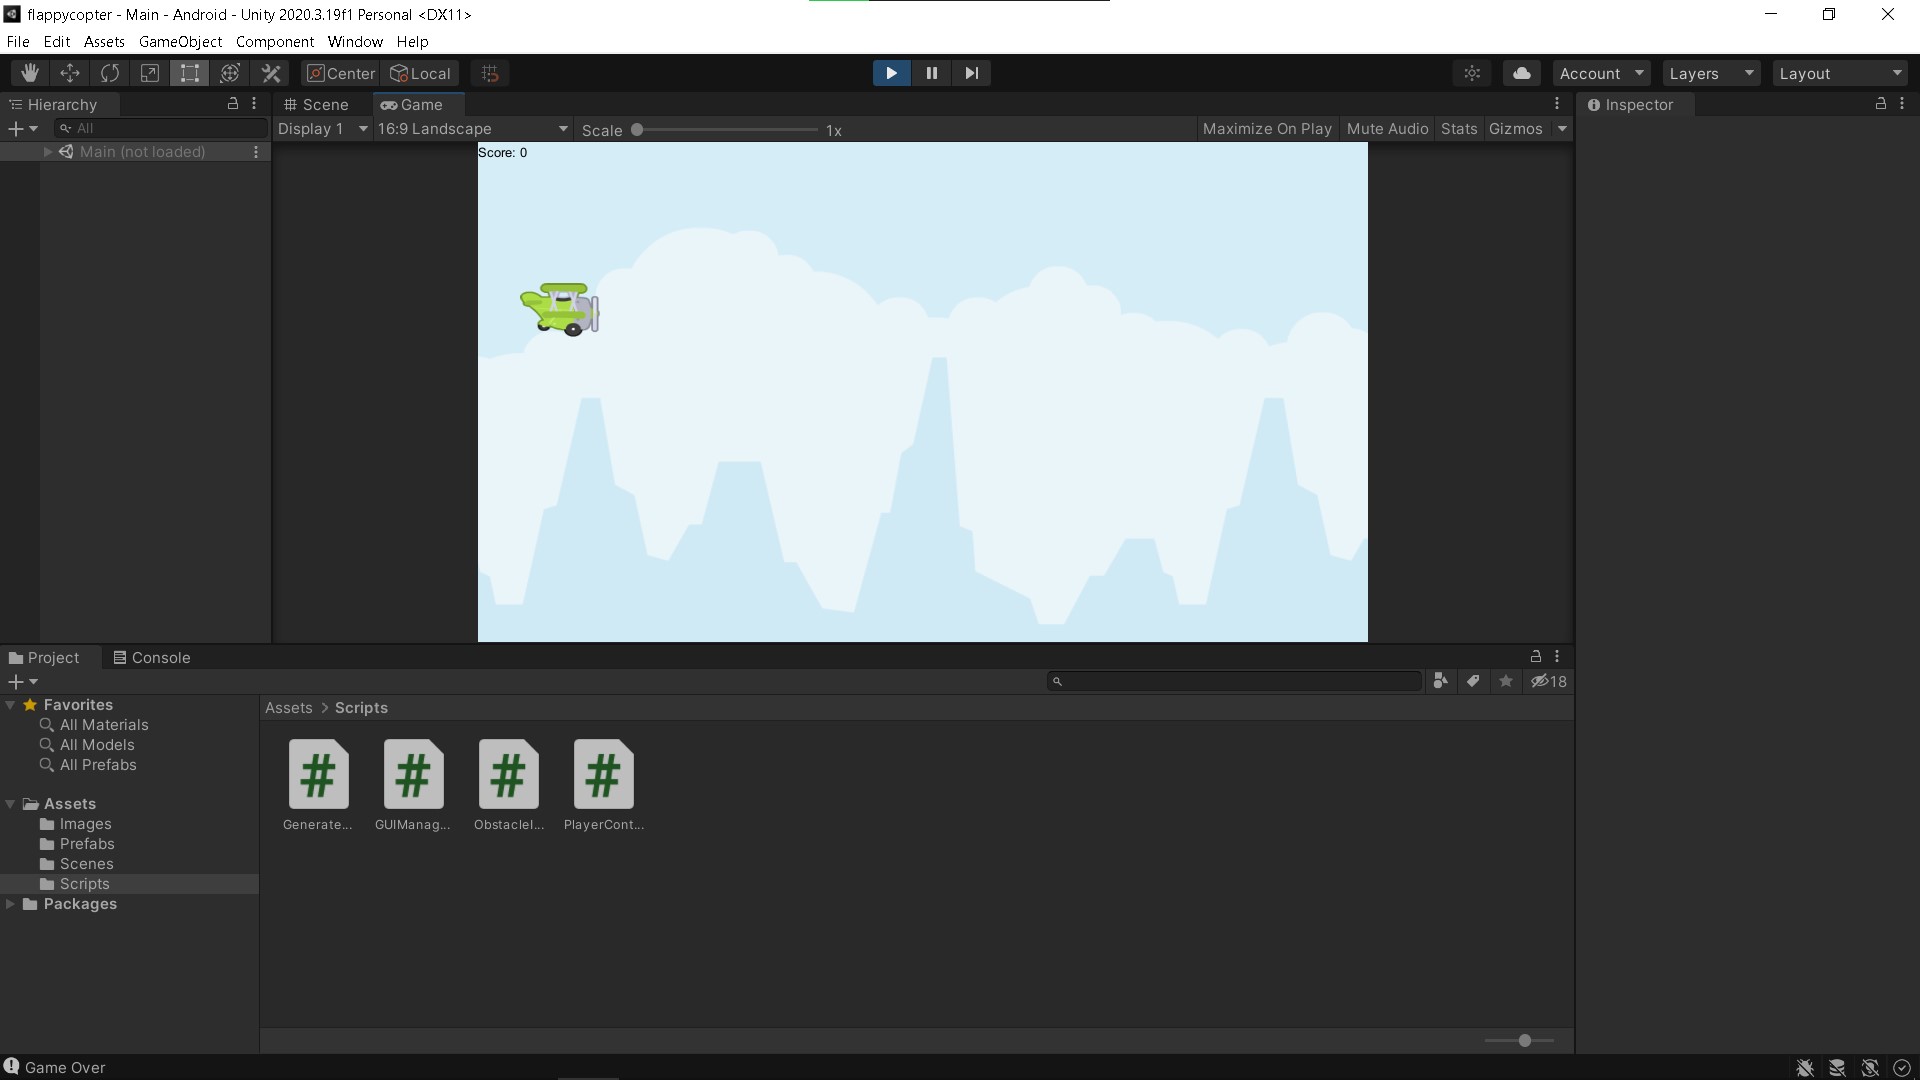 flappycopter - Main - Android - Unity 2020.3.19f1 Personal <DX11>
File Edit Assets GameObject Component Window Help
Center Local Account Layers Layout
Hierarchy Scene Game Inspector
All Display 1 16:9 Landscape Scale 1x Maximize On Play Mute Audio Stats Gizmos
Main (not loaded)
Score: 0
Project Console
18
Favorites
All Materials
All Models
All Prefabs
Assets
Images
Prefabs
Scenes
Scripts
Packages
Assets > Scripts
Generate... GUIManag... ObstacleI... PlayerCont...
Game Over